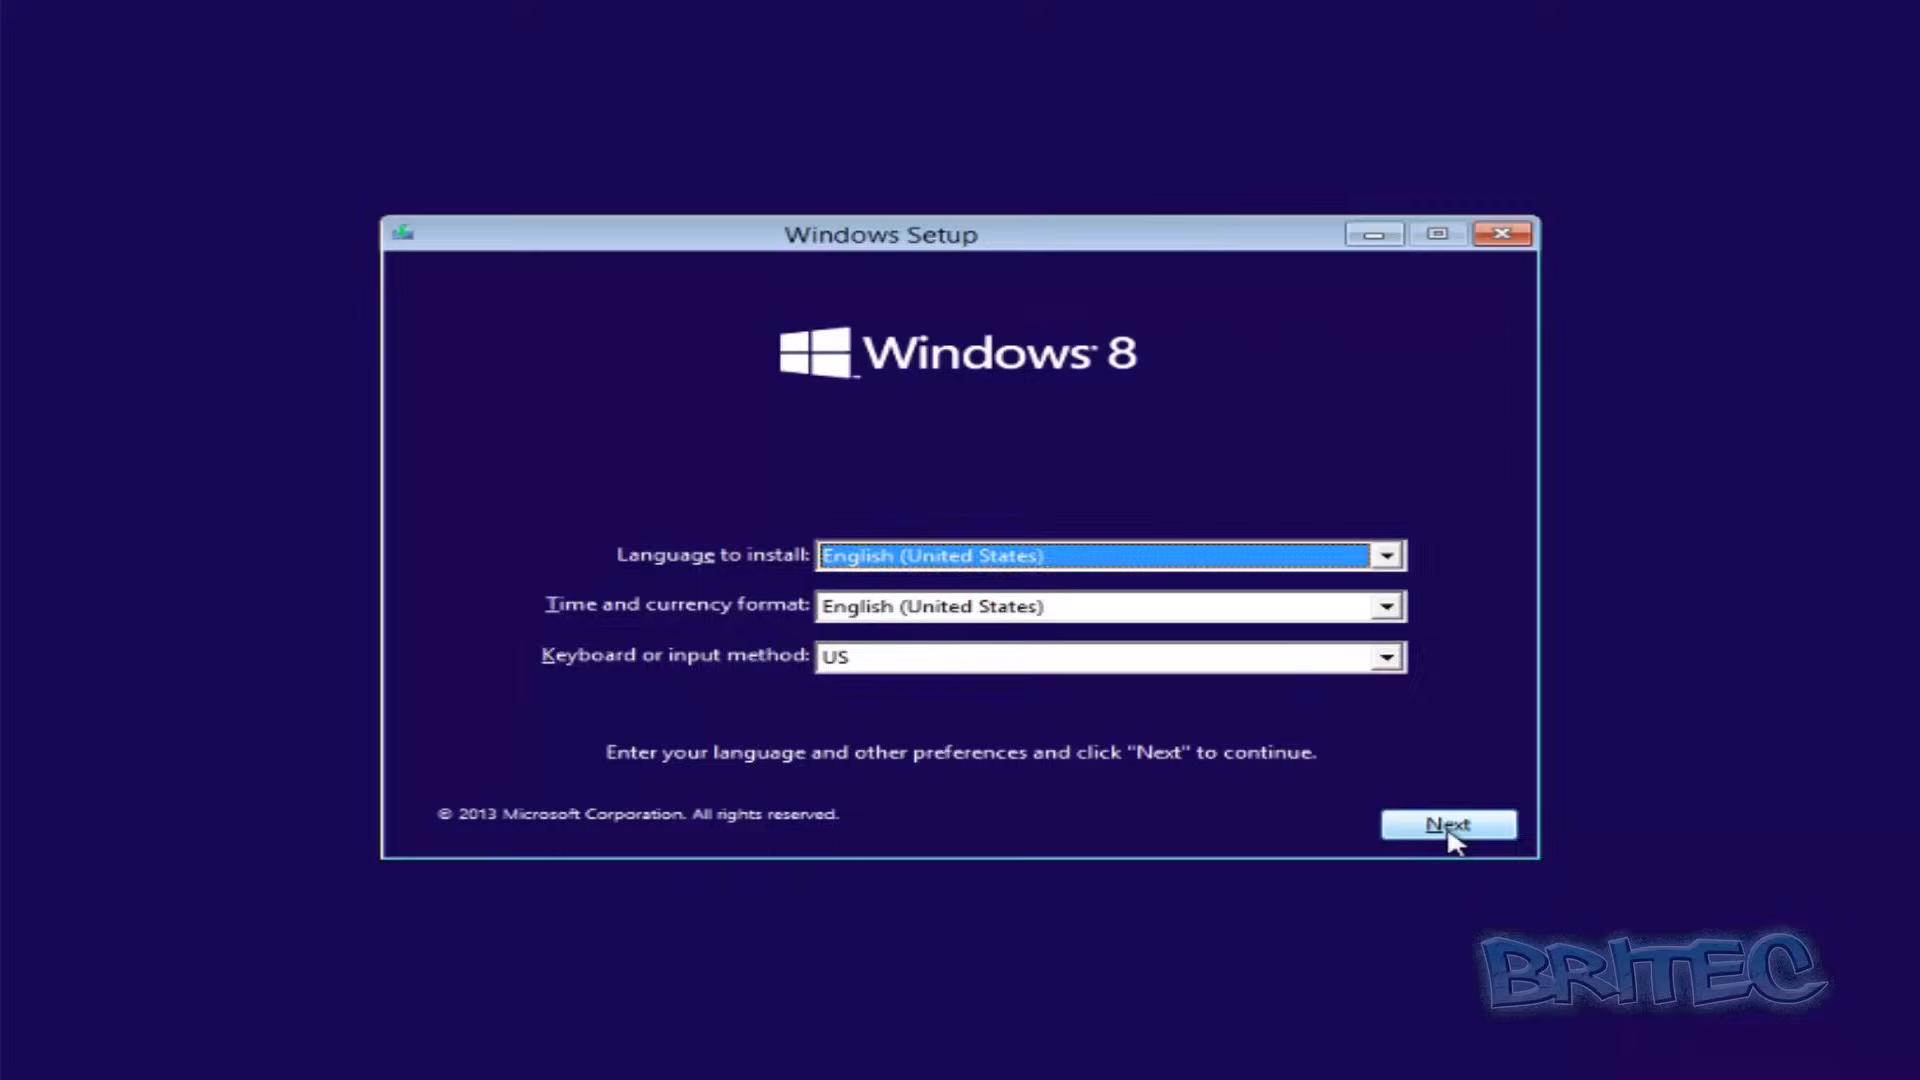 Windows Setup
Windows 8
Language to install: English (United States)
Time and currency format: English (United States)
Keyboard or input method: US
Enter your language and other preferences and click "Next" to continue.
© 2013 Microsoft Corporation. All rights reserved.
Next
BRITEC